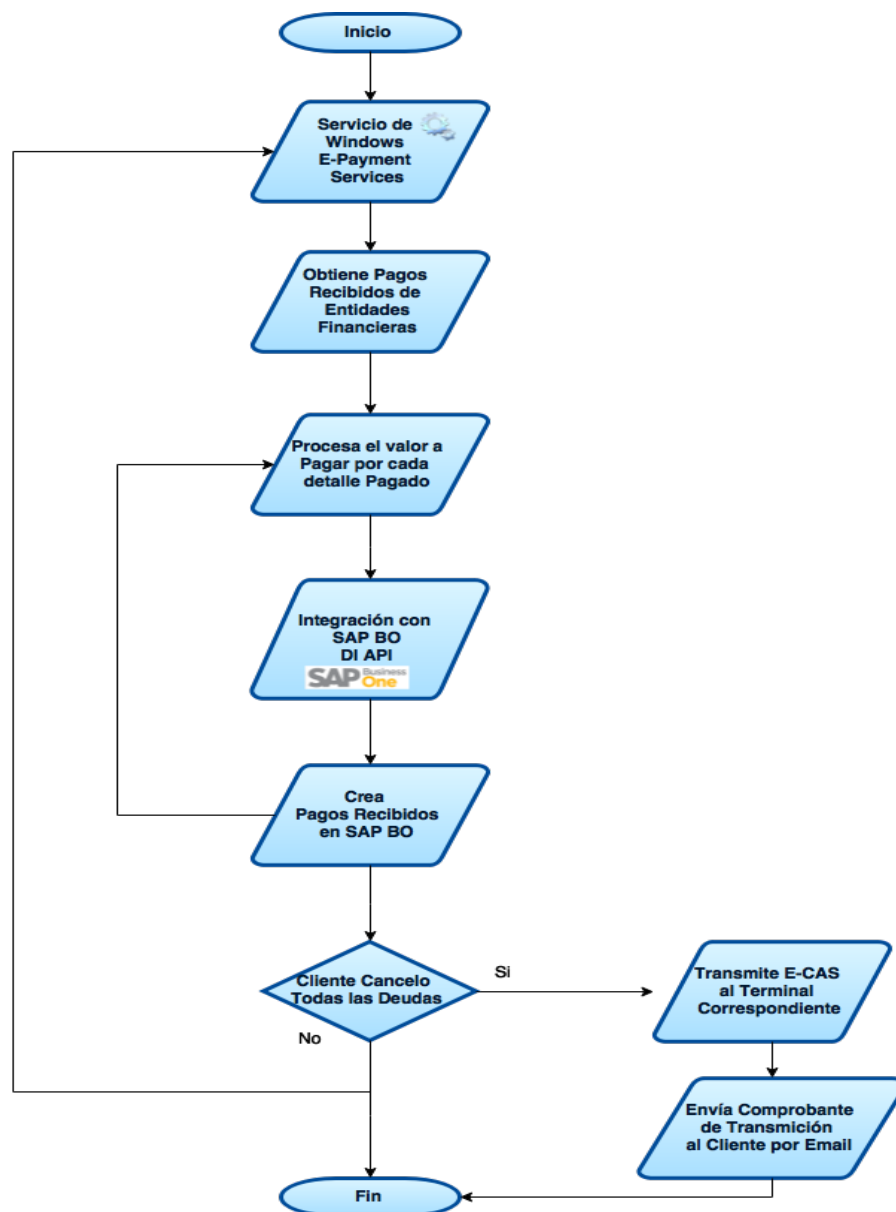 Inicio
Servicio de
Windows
E-Payment
Services
Obtiene Pagos
Recibidos de
Entidades
Financieras
Procesa el valor a
Pagar por cada
detalle Pagado
Integración con
SAP BO
DI API
SAP Business
One
Crea
Pagos Recibidos
en SAP BO
Cliente Cancelo
Todas las Deudas
Si
No
Transmite E-CAS
al Terminal
Correspondiente
Envía Comprobante
de Transmición
al Cliente por Email
Fin